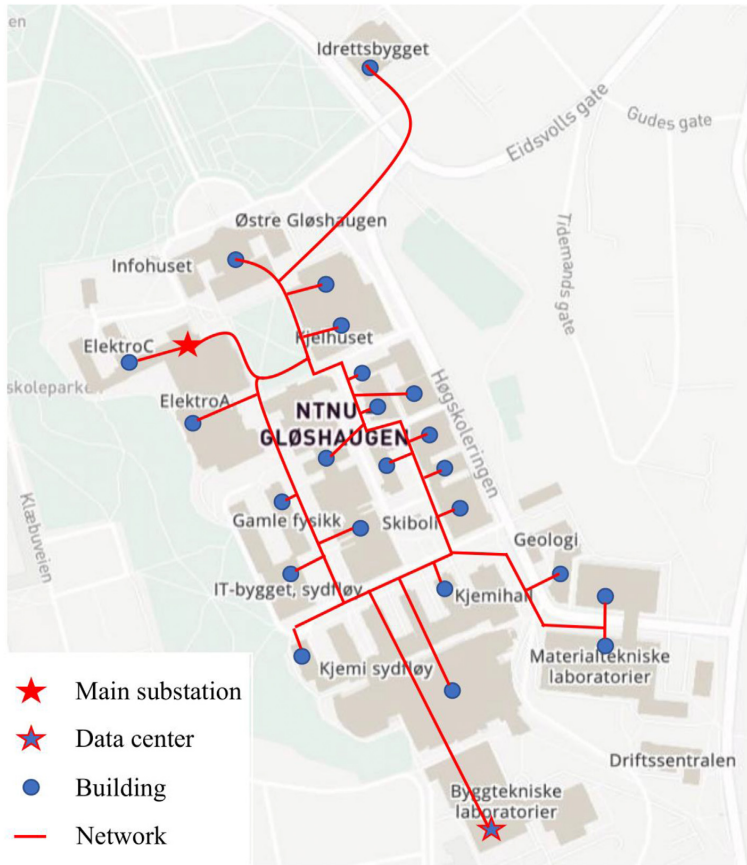 en
Idrettsbygget
Eidsvolls gate
Gudes gate
Østre Gløshaugen
Tidemands gate
Infohuset
Kjelhuset
ElektroC
skoleparken
ElektroA
Høgskoleringen
NTNU
GLØSHAUGEN
Klæbuveien
Gamle fysikk
Skiboli
Geologi
IT-bygget, sydfløy
Kjemihall
Kjemi sydfløy
Materialtekniske
laboratorier
Main substation
Data center
Driftssentralen
Building
Byggtekniske
laboratorier
Network